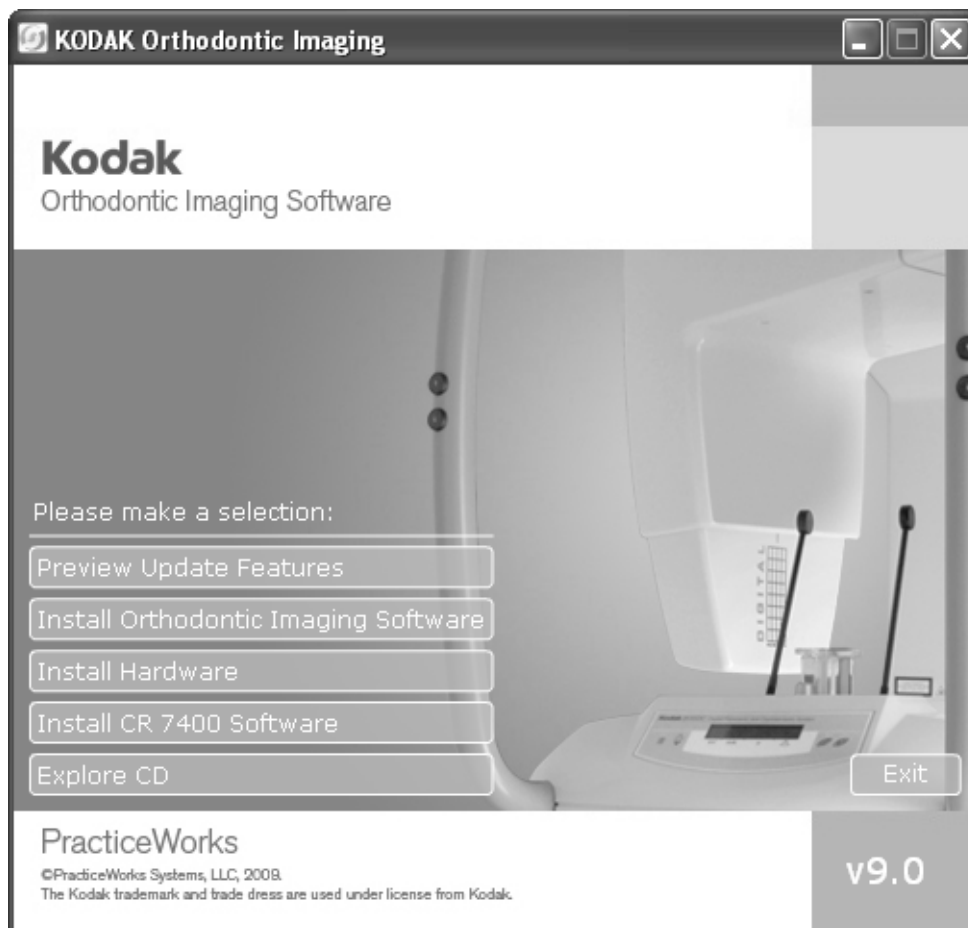 KODAK Orthodontic Imaging
Kodak
Orthodontic Imaging Software
Please make a selection:
Preview Update Features
Install Orthodontic Imaging Software
Install Hardware
Install CR 7400 Software
Explore CD
DIGITAL
Exit
PracticeWorks
©PracticeWorks Systems, LLC, 2009.
The Kodak trademark and trade dress are used under license from Kodak.
v9.0